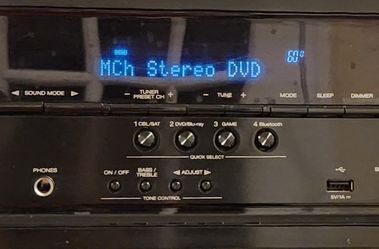 MCh Stereo DVD 60°
◄ SOUND MODE ►
− TUNER PRESET CH +
− TUNE +
MODE SLEEP DIMMER
1 CBL/SAT 2 DVD/Blu-ray 3 GAME 4 Bluetooth
QUICK SELECT
PHONES
ON / OFF BASS/ TREBLE ◄ ADJUST ►
TONE CONTROL
5V/1A